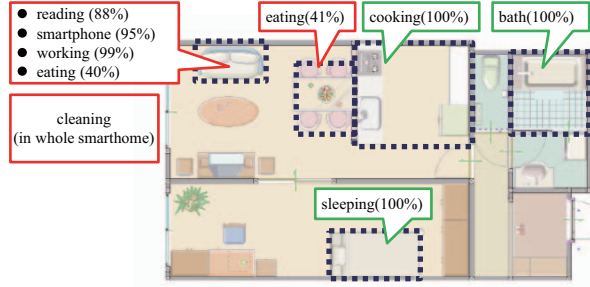 ● reading (88%)
● smartphone (95%)
● working (99%)
● eating (40%)
eating(41%)
cooking(100%)
bath(100%)
cleaning
(in whole smarthome)
sleeping(100%)